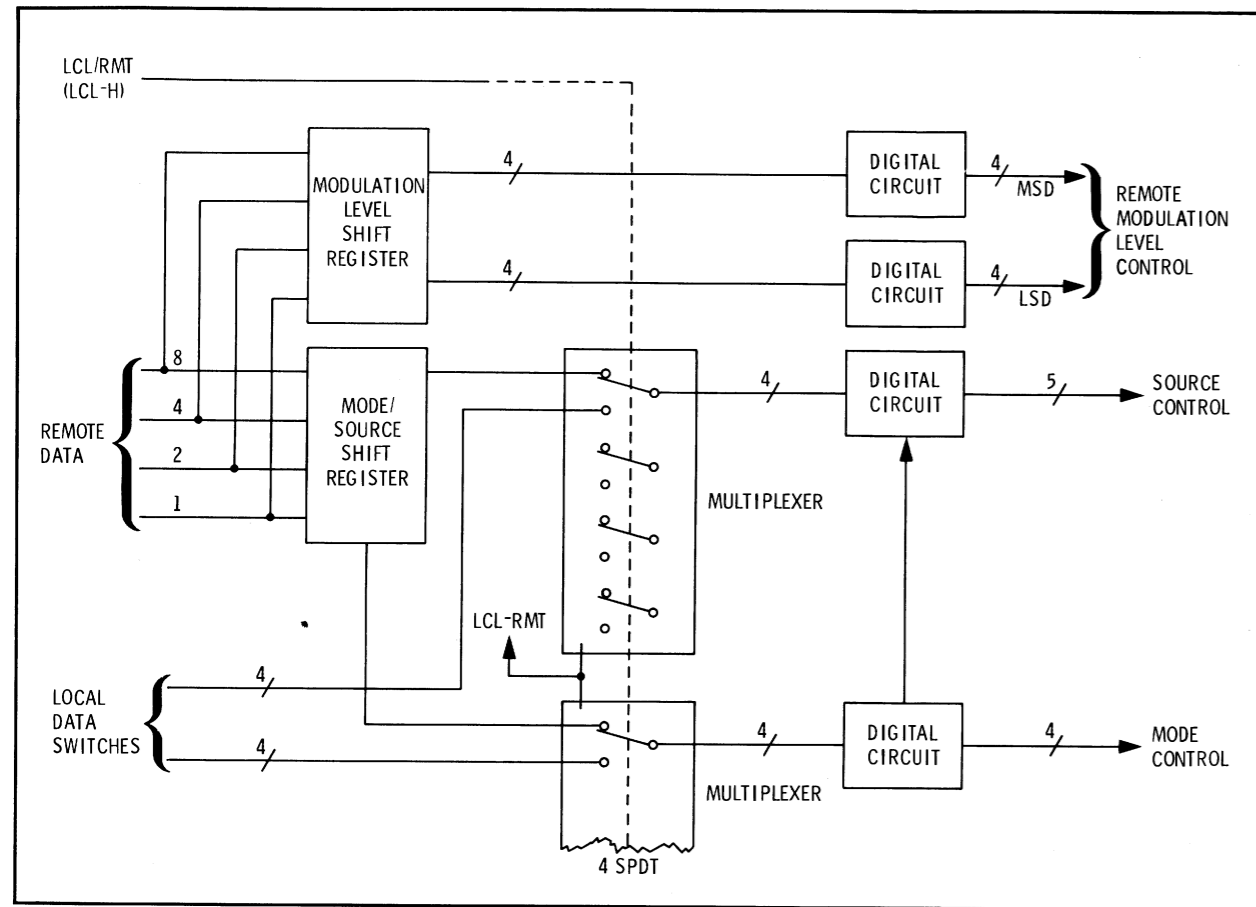 LCL/RMT
(LCL-H)
MODULATION
LEVEL
SHIFT
REGISTER
4
4
DIGITAL
CIRCUIT
4
MSD
DIGITAL
CIRCUIT
4
LSD
REMOTE
MODULATION
LEVEL
CONTROL
REMOTE
DATA
8
4
2
1
MODE/
SOURCE
SHIFT
REGISTER
MULTIPLEXER
4
DIGITAL
CIRCUIT
5
SOURCE
CONTROL
LCL-RMT
LOCAL
DATA
SWITCHES
4
4
MULTIPLEXER
4 SPDT
4
DIGITAL
CIRCUIT
4
MODE
CONTROL